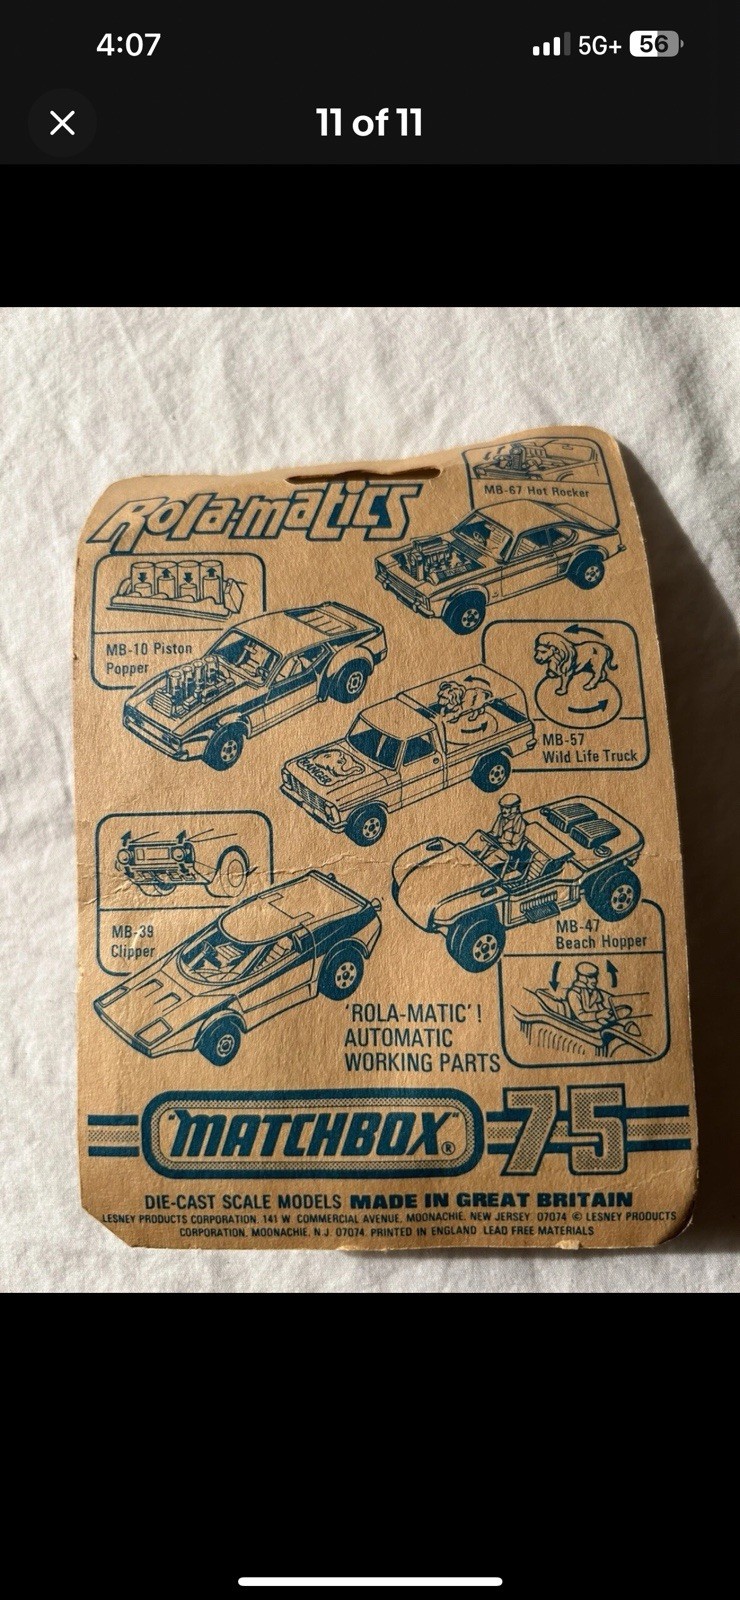 4:07
5G+ 56
11 of 11
Rola-matics
MB-67 Hot Rocker
MB-10 Piston
Popper
MB-57
Wild Life Truck
RANGER
MB-39
Clipper
MB-47
Beach Hopper
'ROLA-MATIC'!
AUTOMATIC
WORKING PARTS
"MATCHBOX"® 75
DIE-CAST SCALE MODELS MADE IN GREAT BRITAIN
LESNEY PRODUCTS CORPORATION, 141 W COMMERCIAL AVENUE, MOONACHIE, NEW JERSEY 07074 © LESNEY PRODUCTS
CORPORATION, MOONACHIE, N.J. 07074. PRINTED IN ENGLAND LEAD FREE MATERIALS